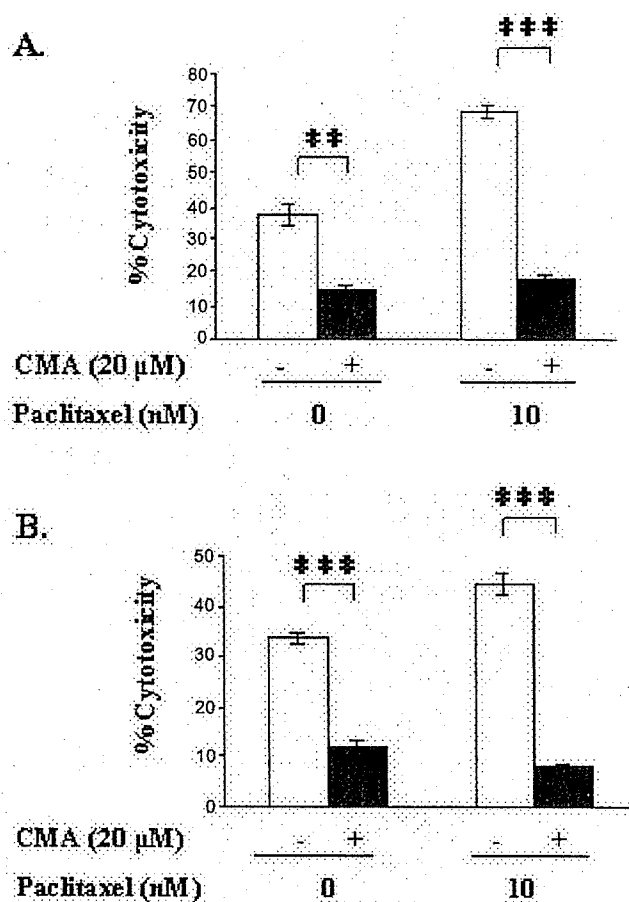 A.
***
**
80
70
60
50
40
30
20
10
0
%Cytotoxicity
CMA (20 µM) - + - +
Paclitaxel (nM) 0 10
B.
***
***
50
40
30
20
10
0
%Cytotoxicity
CMA (20 µM) - + - +
Paclitaxel (nM) 0 10